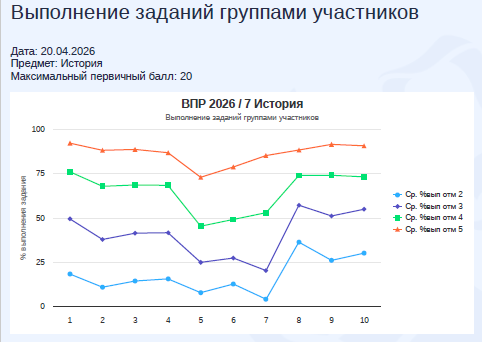 Выполнение заданий группами участников
Дата: 20.04.2026
Предмет: История
Максимальный первичный балл: 20
ВПР 2026 / 7 История
Выполнение заданий группами участников
% выполнения задания
100
75
50
25
0
1 2 3 4 5 6 7 8 9 10
Ср. %вып отм 2
Ср. %вып отм 3
Ср. %вып отм 4
Ср. %вып отм 5